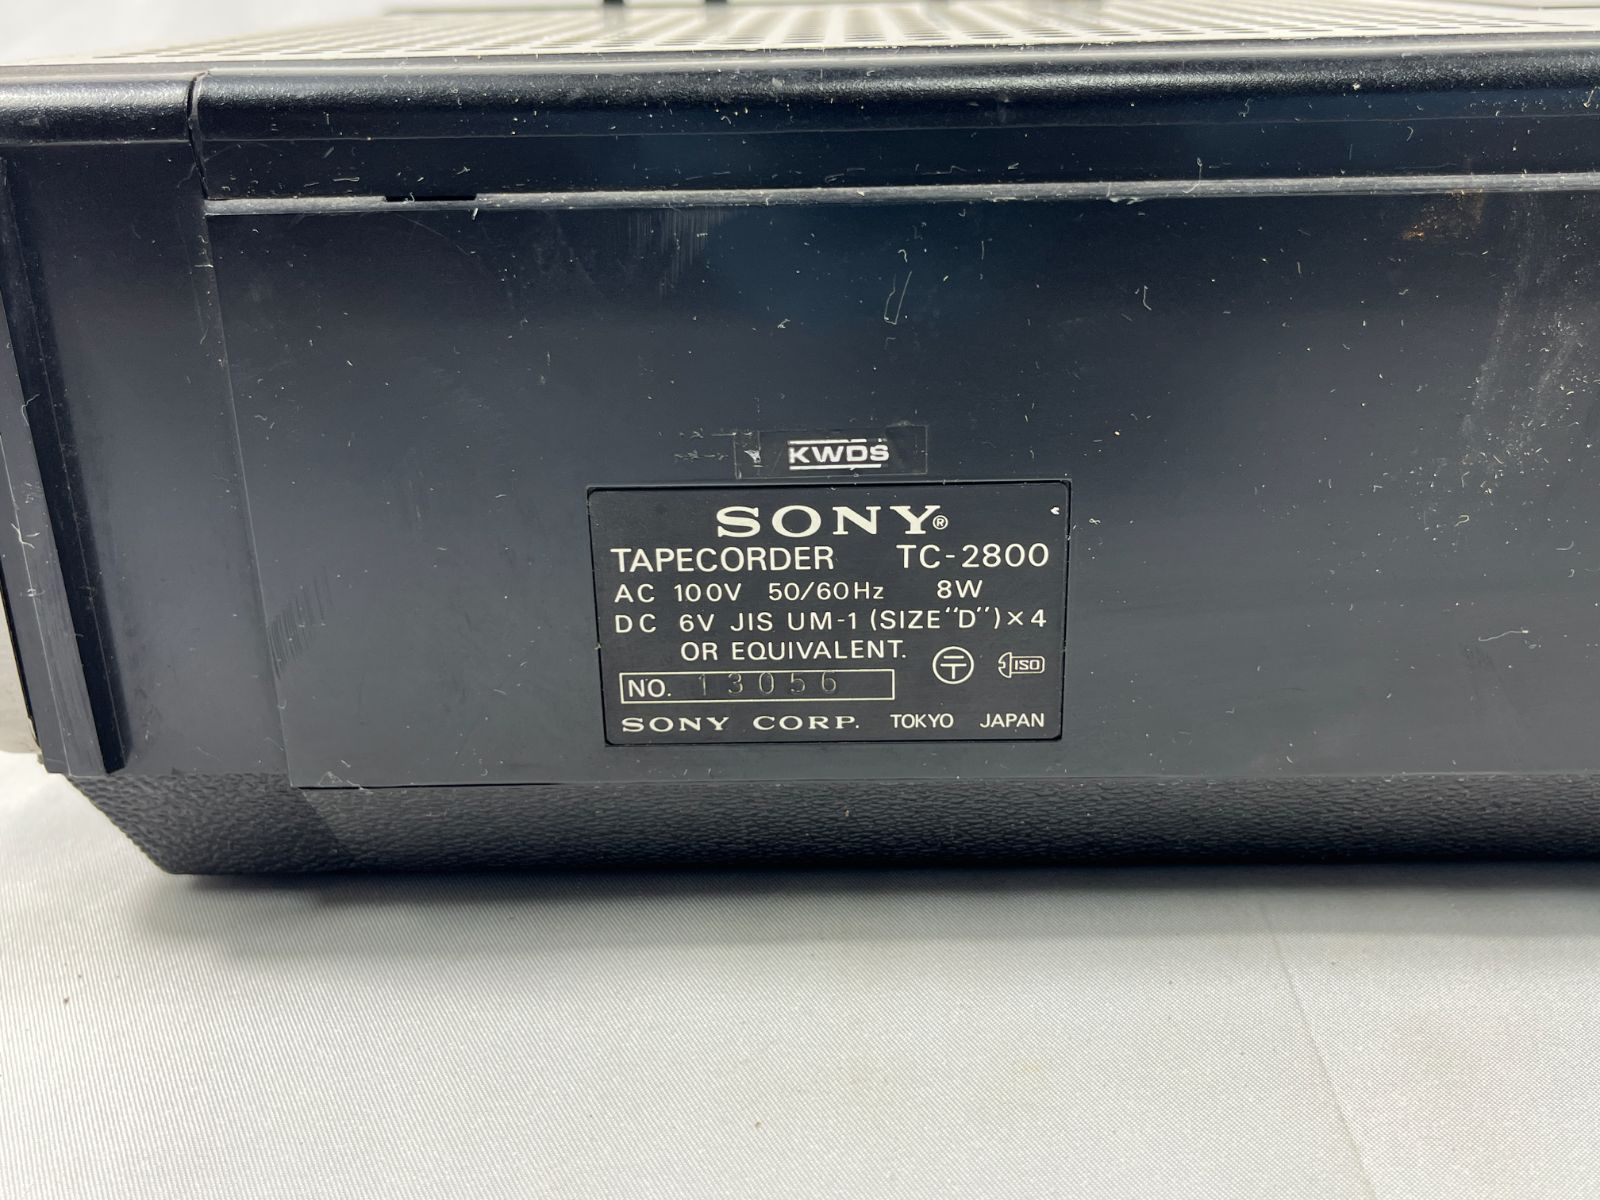 KWDS
SONY®
TAPECORDER TC-2800
AC 100V 50/60Hz 8W
DC 6V JIS UM-1 (SIZE "D") × 4
OR EQUIVALENT.
〒 ISO
NO. 13056
SONY CORP. TOKYO JAPAN